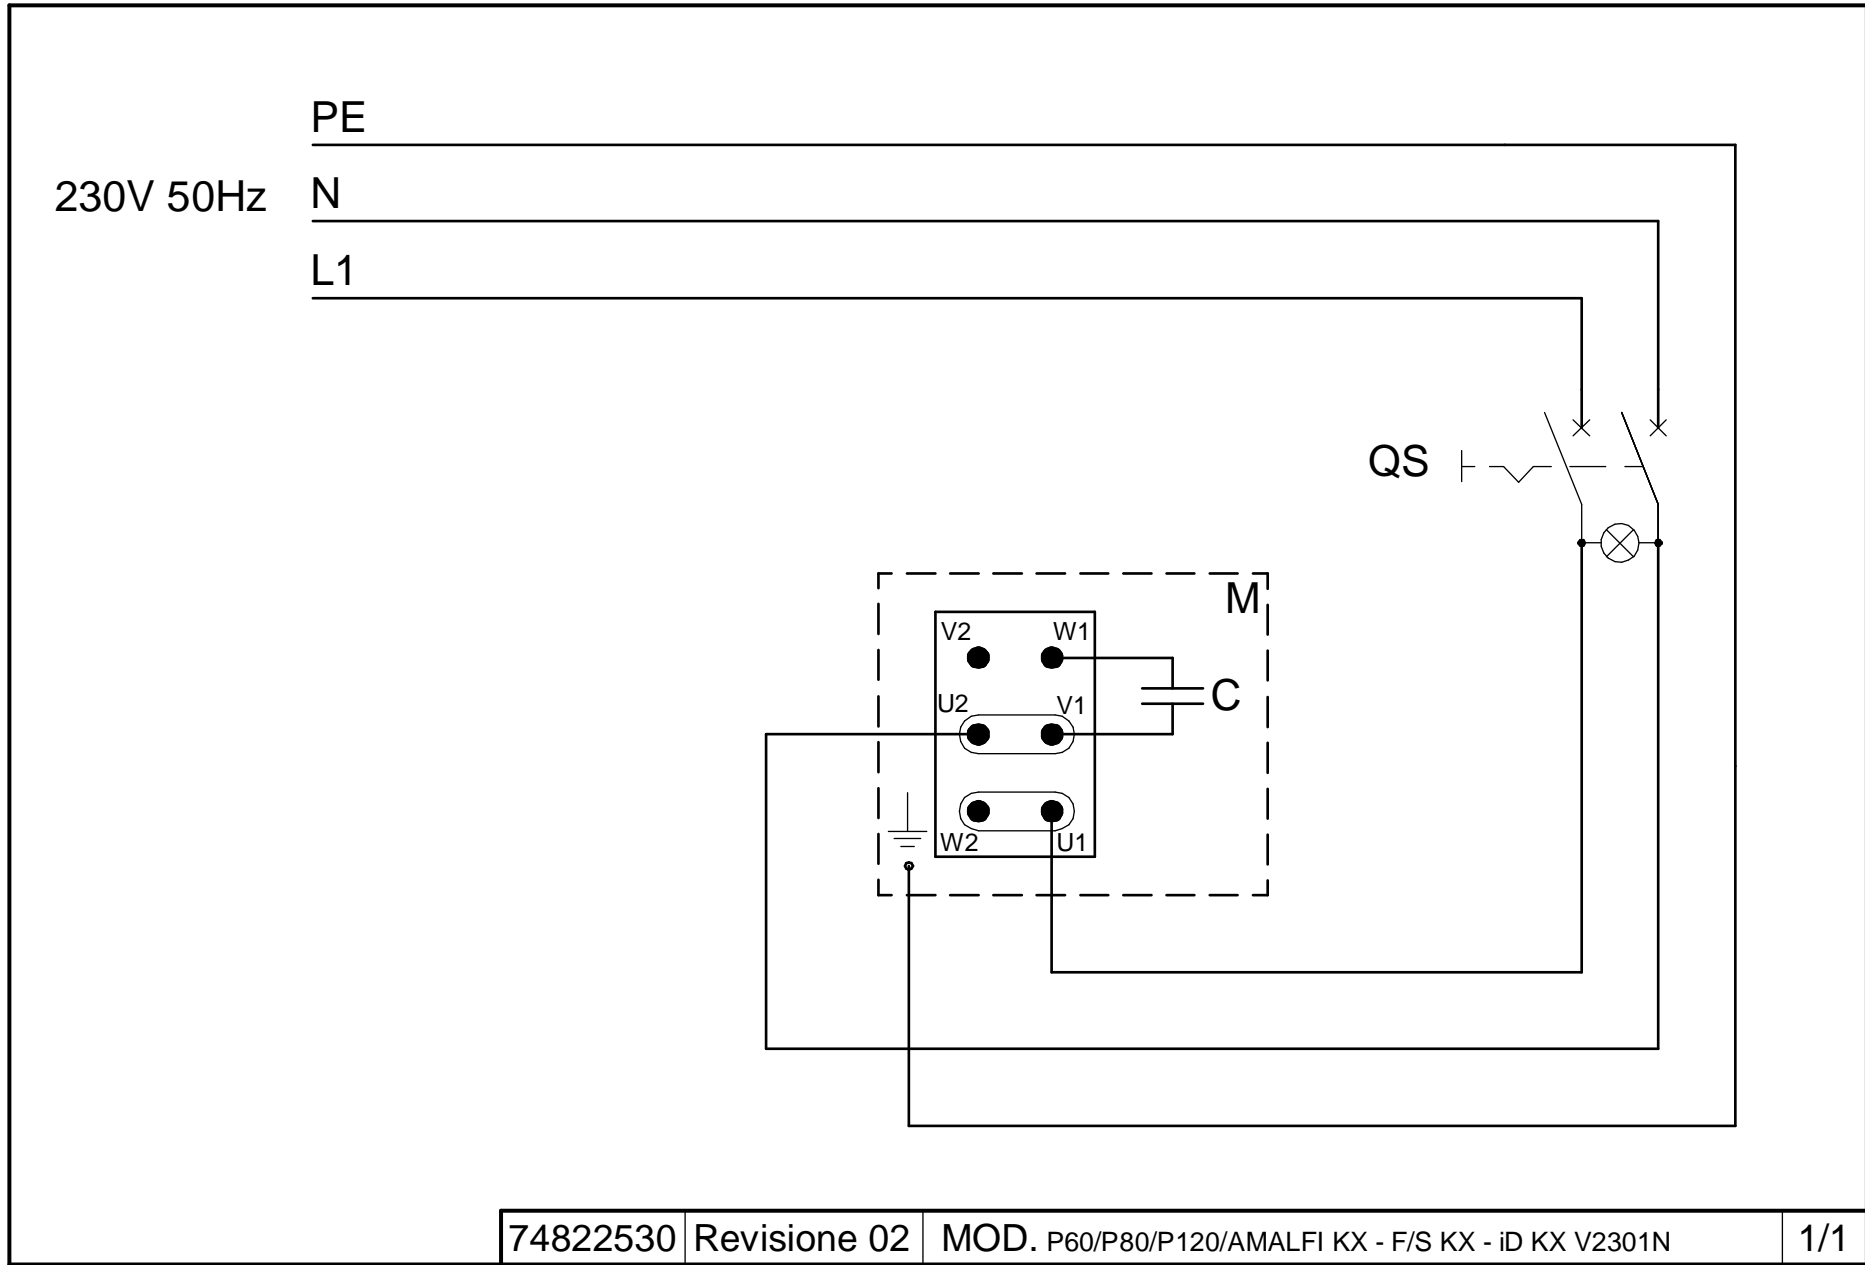 PE
230V 50Hz N
L1
QS
M
V2 W1
C
U2 V1
W2 U1
74822530 Revisione 02 MOD. P60/P80/P120/AMALFI KX - F/S KX - iD KX V2301N 1/1